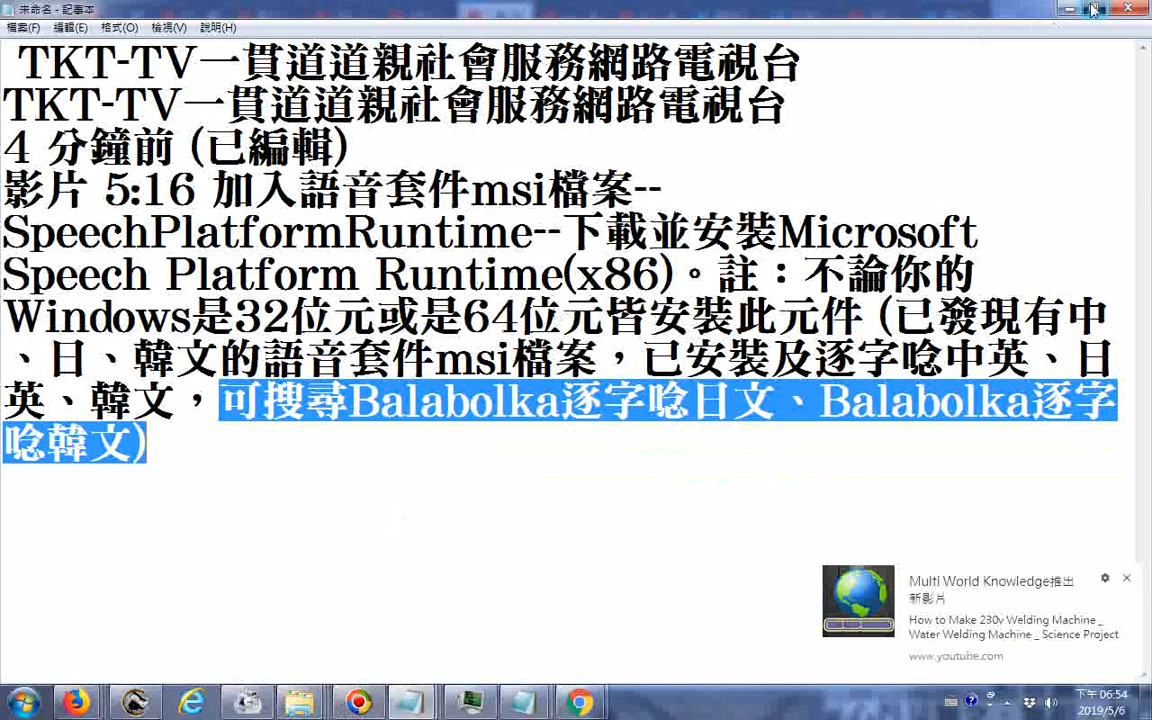 未命名 - 記事本
檔案(F) 編輯(E) 格式(O) 檢視(V) 說明(H)
TKT-TV一貫道道親社會服務網路電視台
TKT-TV一貫道道親社會服務網路電視台
4 分鐘前 (已編輯)
影片 5:16 加入語音套件msi檔案--
SpeechPlatformRuntime--下載並安裝Microsoft
Speech Platform Runtime(x86)。註：不論你的
Windows是32位元或是64位元皆安裝此元件 (已發現有中
、日、韓文的語音套件msi檔案，已安裝及逐字唸中英、日
英、韓文，可搜尋Balabolka逐字唸日文、Balabolka逐字
唸韓文)
Multi World Knowledge推出
新影片
How to Make 230v Welding Machine _
Water Welding Machine _ Science Project
www.youtube.com
下午 06:54
2019/5/6